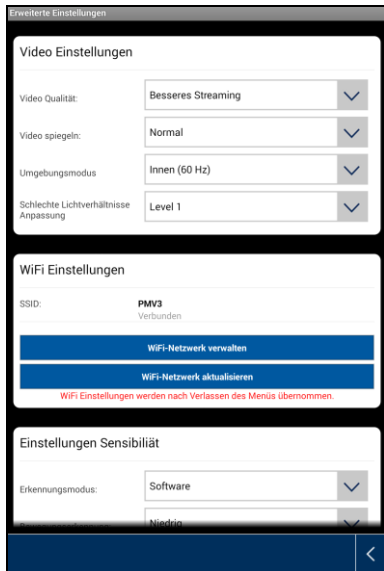 Erweiterte Einstellungen
Video Einstellungen
Video Qualität:
Besseres Streaming
Video spiegeln:
Normal
Umgebungsmodus
Innen (60 Hz)
Schlechte Lichtverhältnisse
Anpassung
Level 1
WiFi Einstellungen
SSID:
PMV3
Verbunden
WiFi-Netzwerk verwalten
WiFi-Netzwerk aktualisieren
WiFi Einstellungen werden nach Verlassen des Menüs übernommen.
Einstellungen Sensibiliät
Erkennungsmodus:
Software
Niedrig